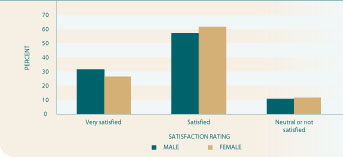 70
60
50
40
30
20
10
0
PERCENT
Very satisfied
Satisfied
Neutral or not
satisfied
SATISFACTION RATING
MALE
FEMALE